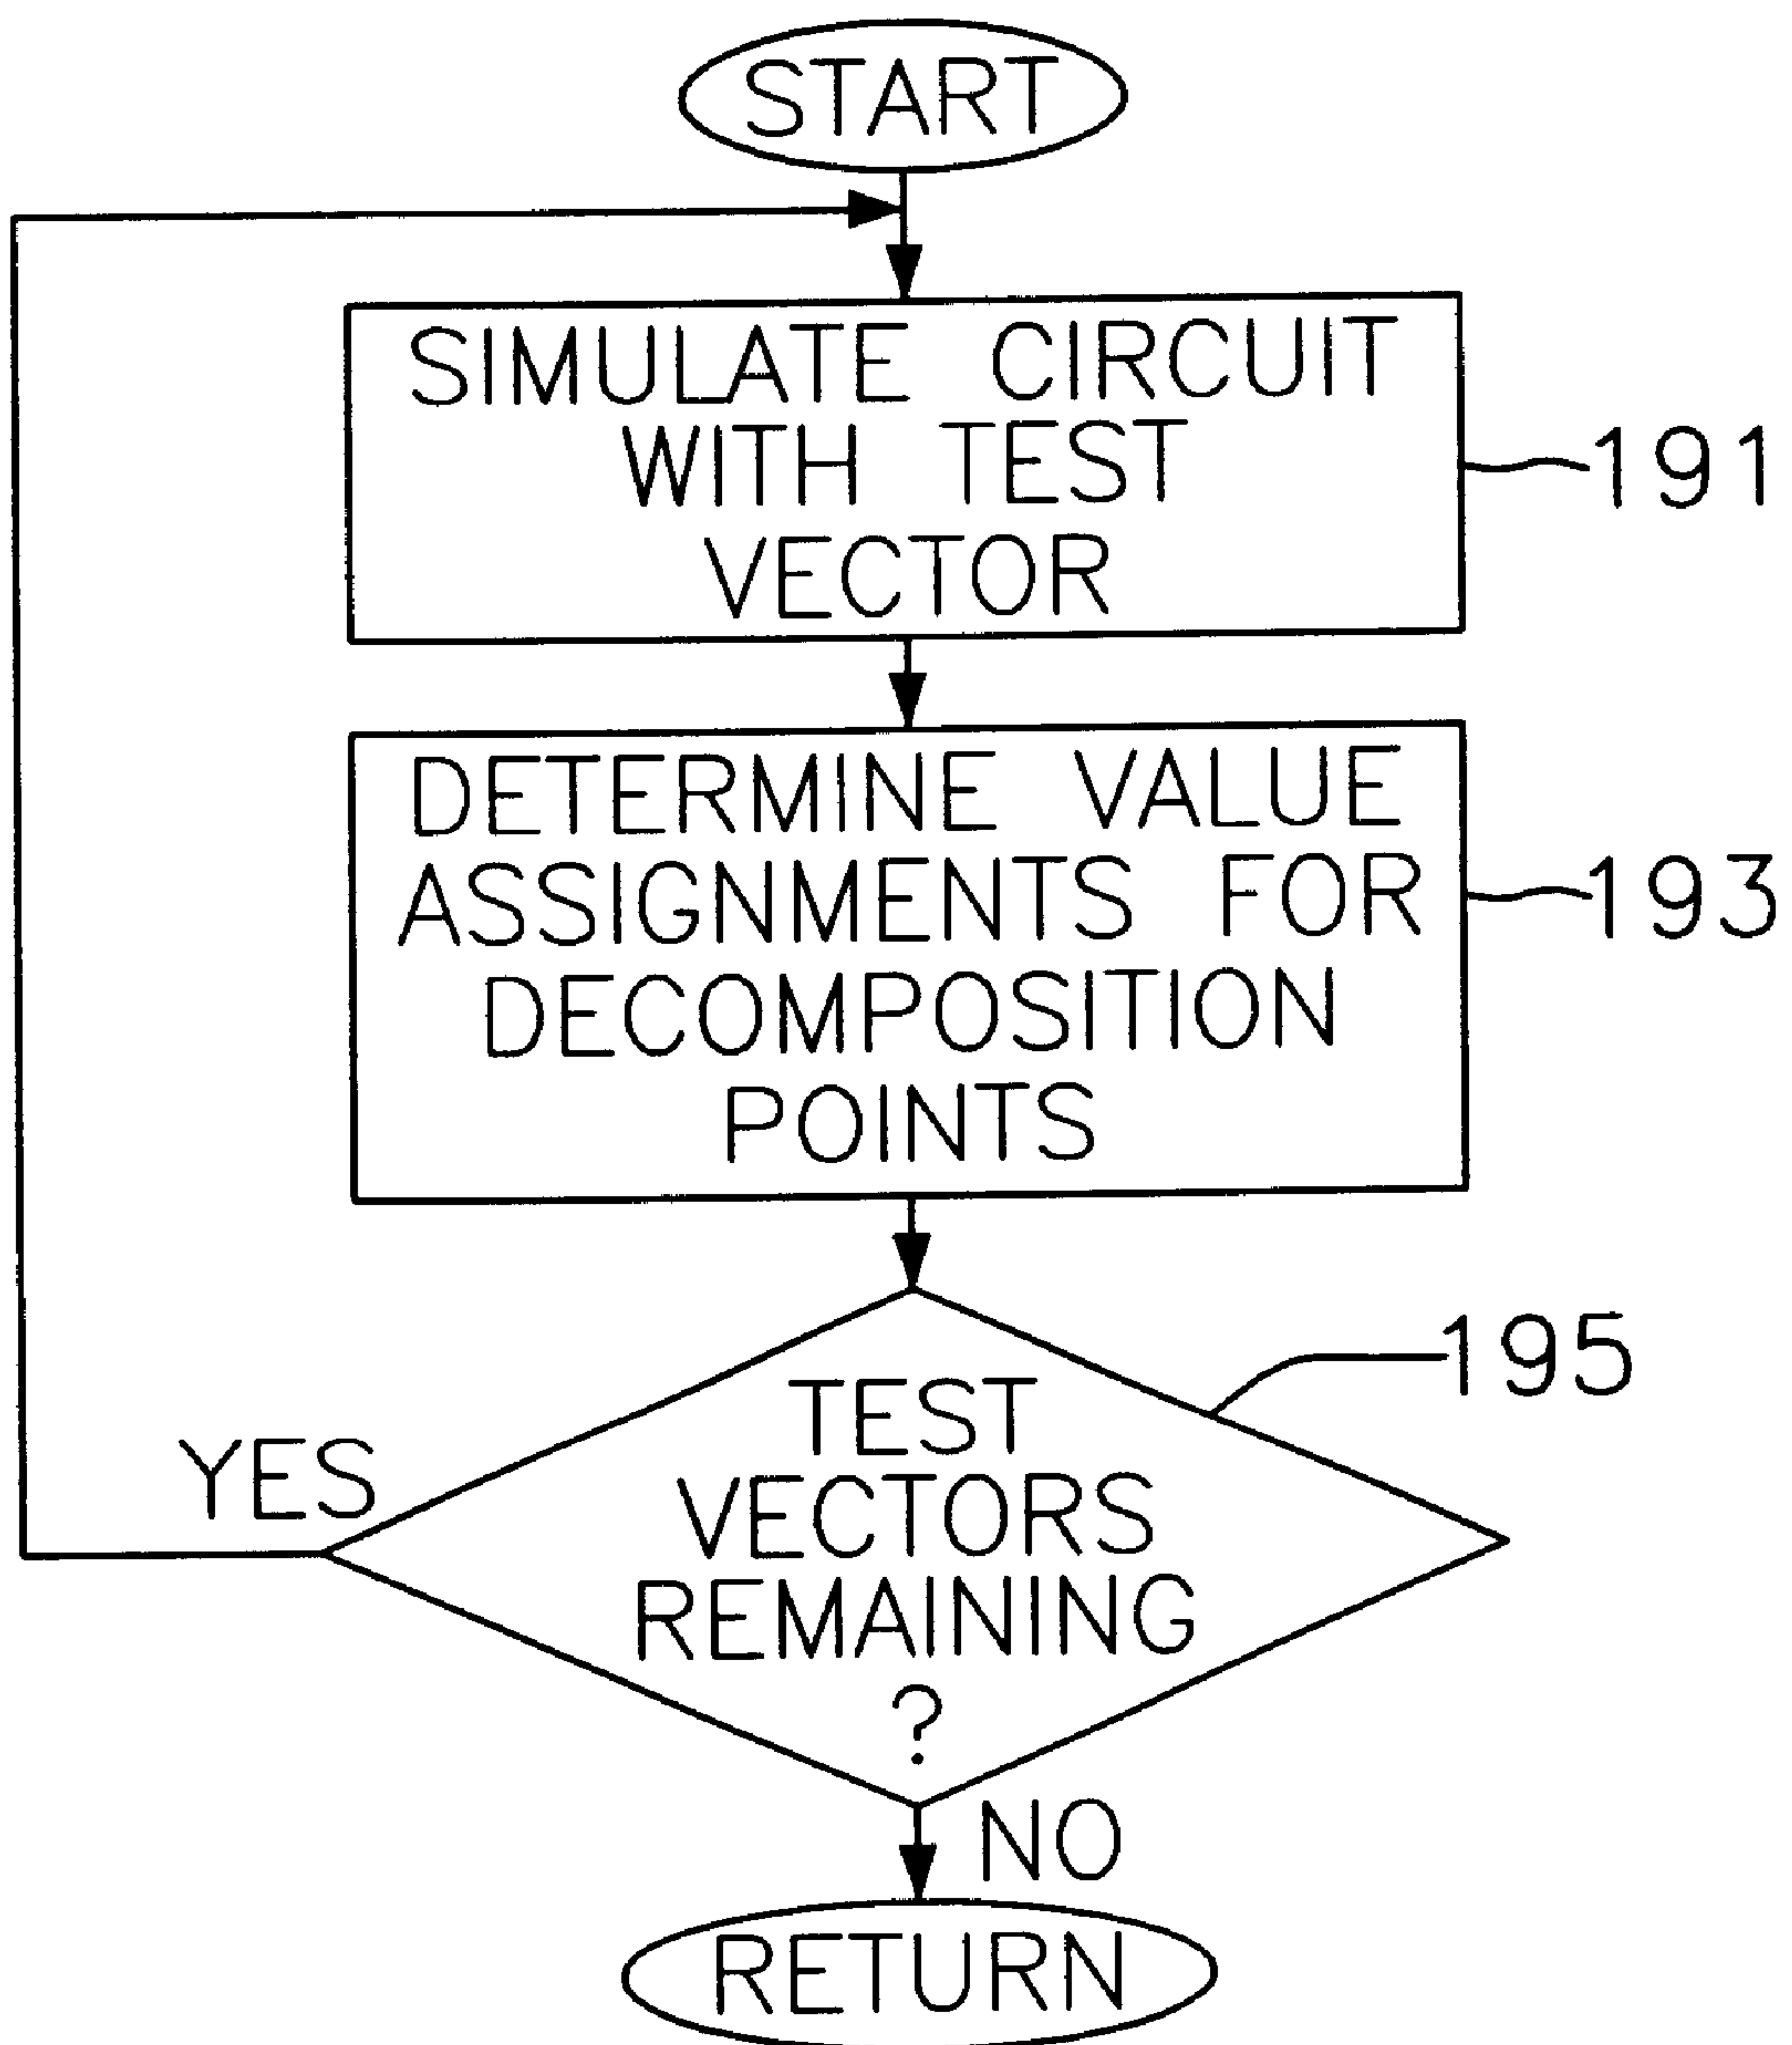 START
SIMULATE CIRCUIT
WITH TEST
VECTOR
191
DETERMINE VALUE
ASSIGNMENTS FOR
DECOMPOSITION
POINTS
193
195
TEST
VECTORS
REMAINING
?
YES
NO
RETURN